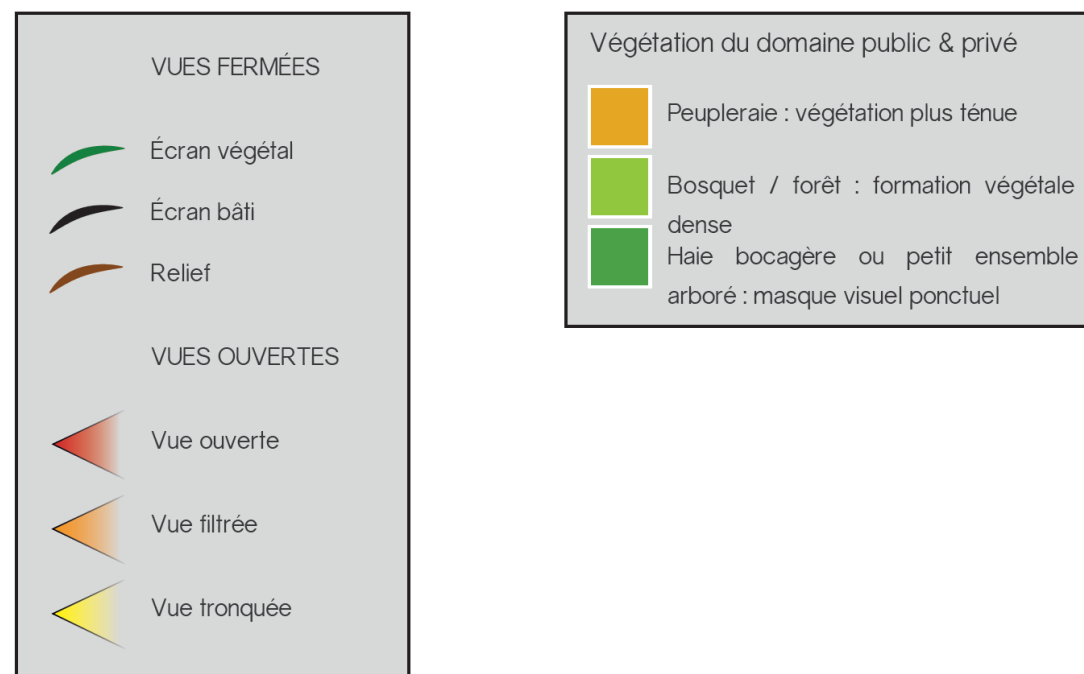 VUES FERMÉES
Écran végétal
Écran bâti
Relief
VUES OUVERTES
Vue ouverte
Vue filtrée
Vue tronquée
Végétation du domaine public & privé
Peupleraie : végétation plus ténue
Bosquet / forêt : formation végétale
dense
Haie bocagère ou petit ensemble
arboré : masque visuel ponctuel